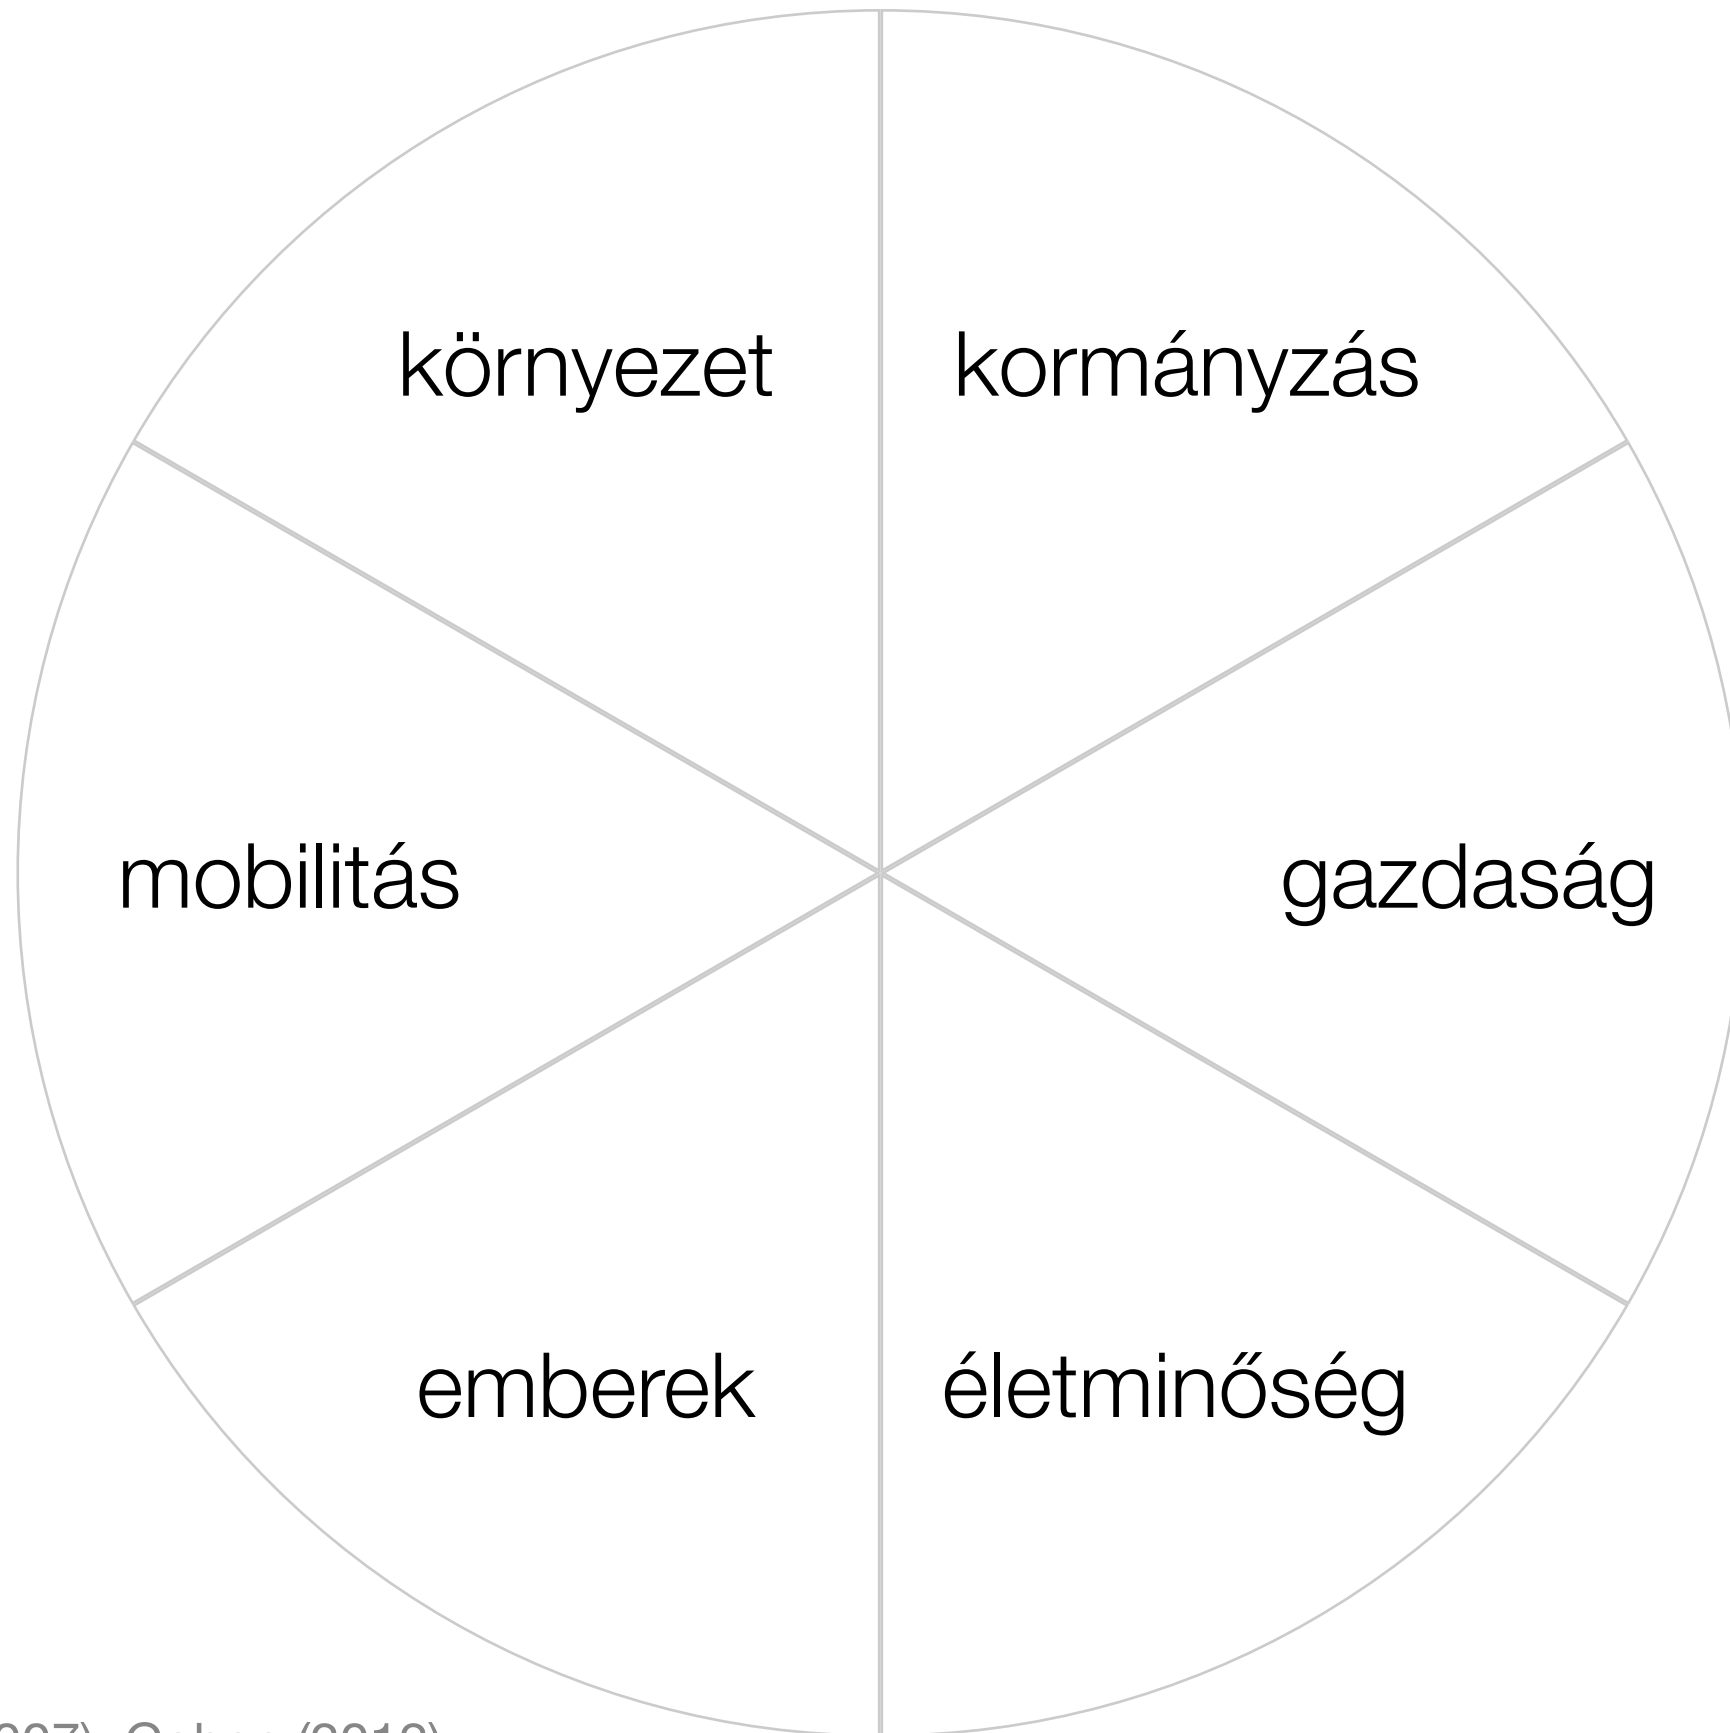 környezet kormányzás
mobilitás gazdaság
emberek életminőség